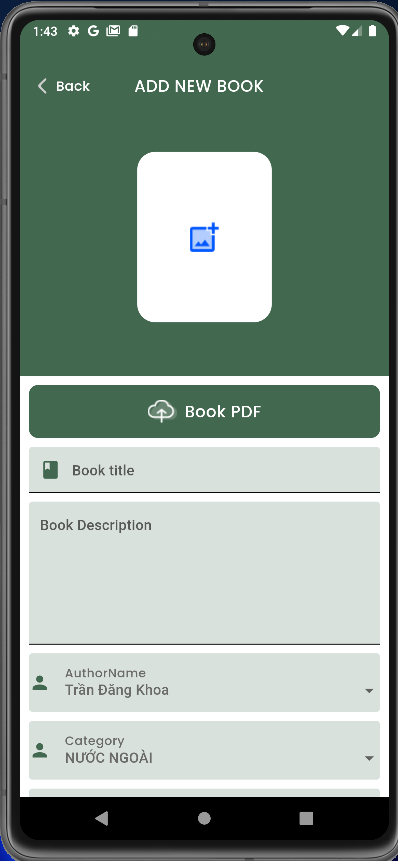 1:43
Back
ADD NEW BOOK
Book PDF
Book title
Book Description
AuthorName
Trần Đăng Khoa
Category
NƯỚC NGOÀI